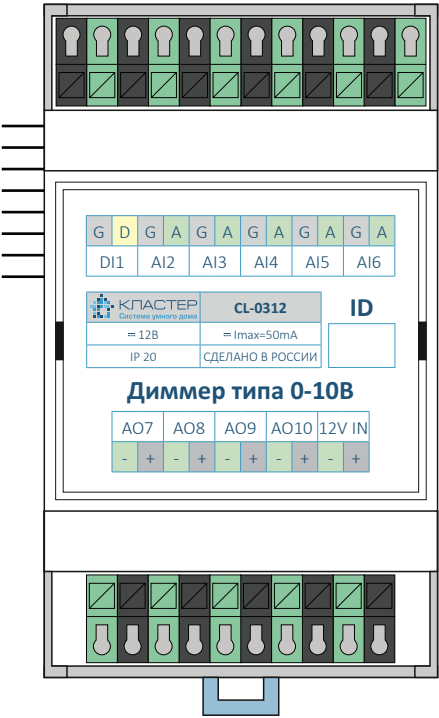 G D G A G A G A G A G A
DI1 AI2 AI3 AI4 AI5 AI6
КЛАСТЕР
Система умного дома
CL-0312
ID
⎓ 12В
⎓ Imax=50mA
IP 20
СДЕЛАНО В РОССИИ
Диммер типа 0-10В
AO7 AO8 AO9 AO10 12V IN
- + - + - + - + - +